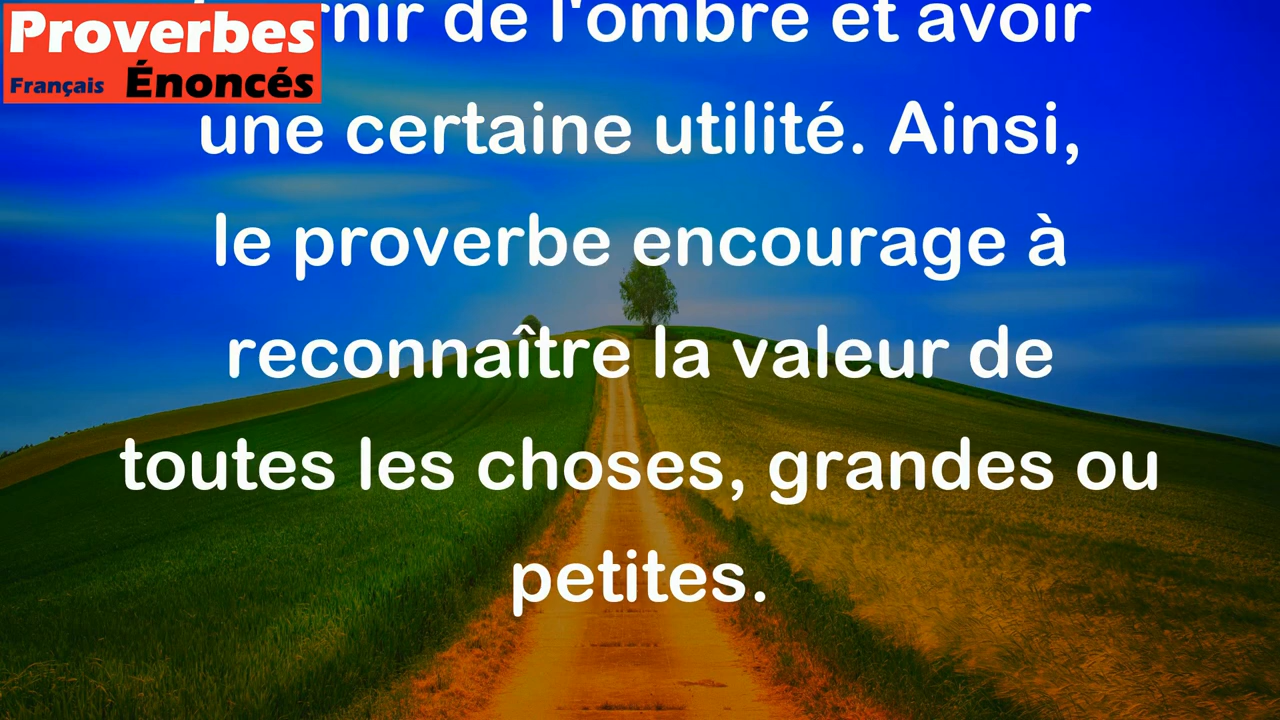 Proverbes
Français Énoncés
de l'ombre et avoir
une certaine utilité. Ainsi,
le proverbe encourage à
reconnaître la valeur de
toutes les choses, grandes ou
petites.